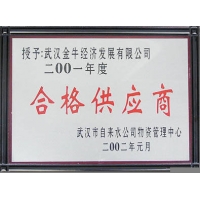 授予:武汉金牛经济发展有限公司
二00一年度
合格供应商
武汉市自来水公司物资管理中心
二00二年元月